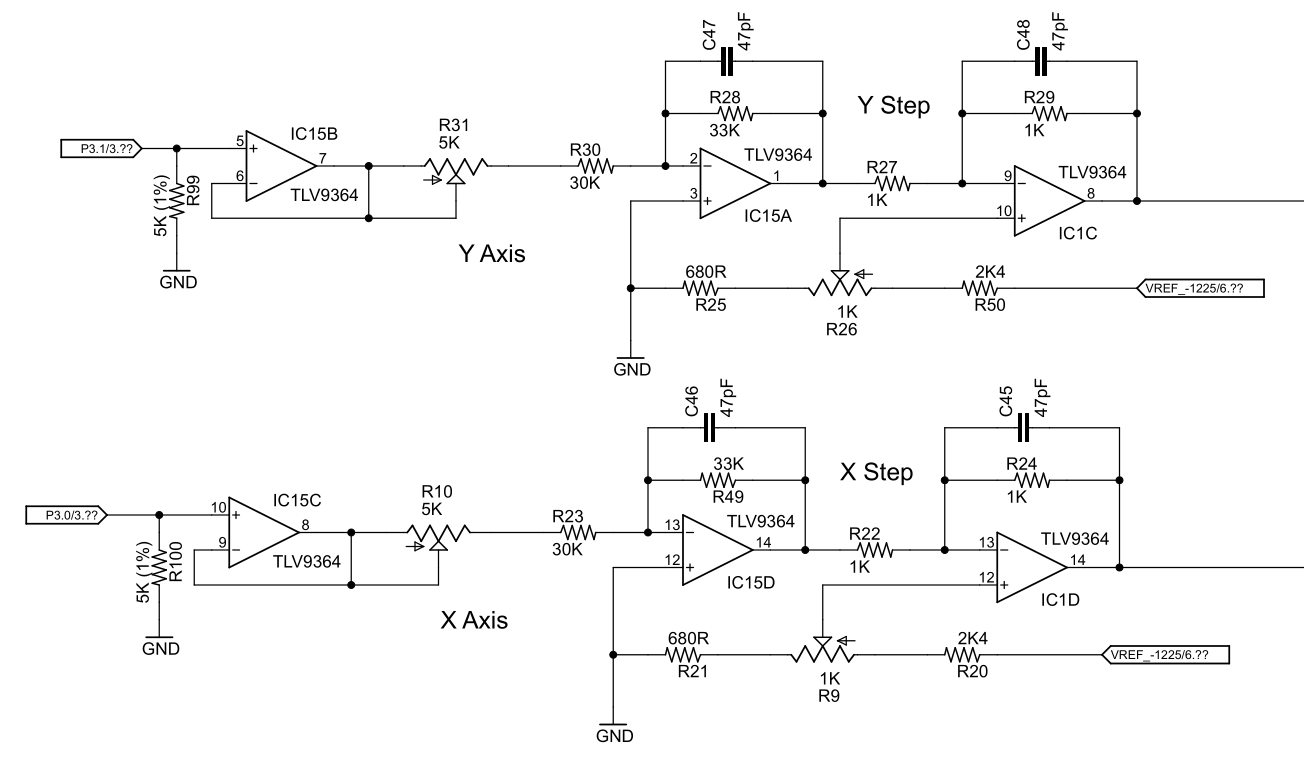 C47
47pF
C48
47pF
R28
33K
Y Step
R29
1K
P3.1/3.??
5
6
7
IC15B
TLV9364
R31
5K
5K (1%)
R99
GND
Y Axis
R30
30K
2
3
1
TLV9364
IC15A
R27
1K
9
10
8
TLV9364
IC1C
680R
R25
1K
R26
2K4
R50
VREF_-1225/6.??
GND
C46
47pF
C45
47pF
33K
R49
X Step
R24
1K
P3.0/3.??
10
9
8
IC15C
TLV9364
R10
5K
5K (1%)
R100
GND
X Axis
R23
30K
13
12
14
TLV9364
IC15D
R22
1K
13
12
14
TLV9364
IC1D
680R
R21
1K
R9
2K4
R20
VREF_-1225/6.??
GND